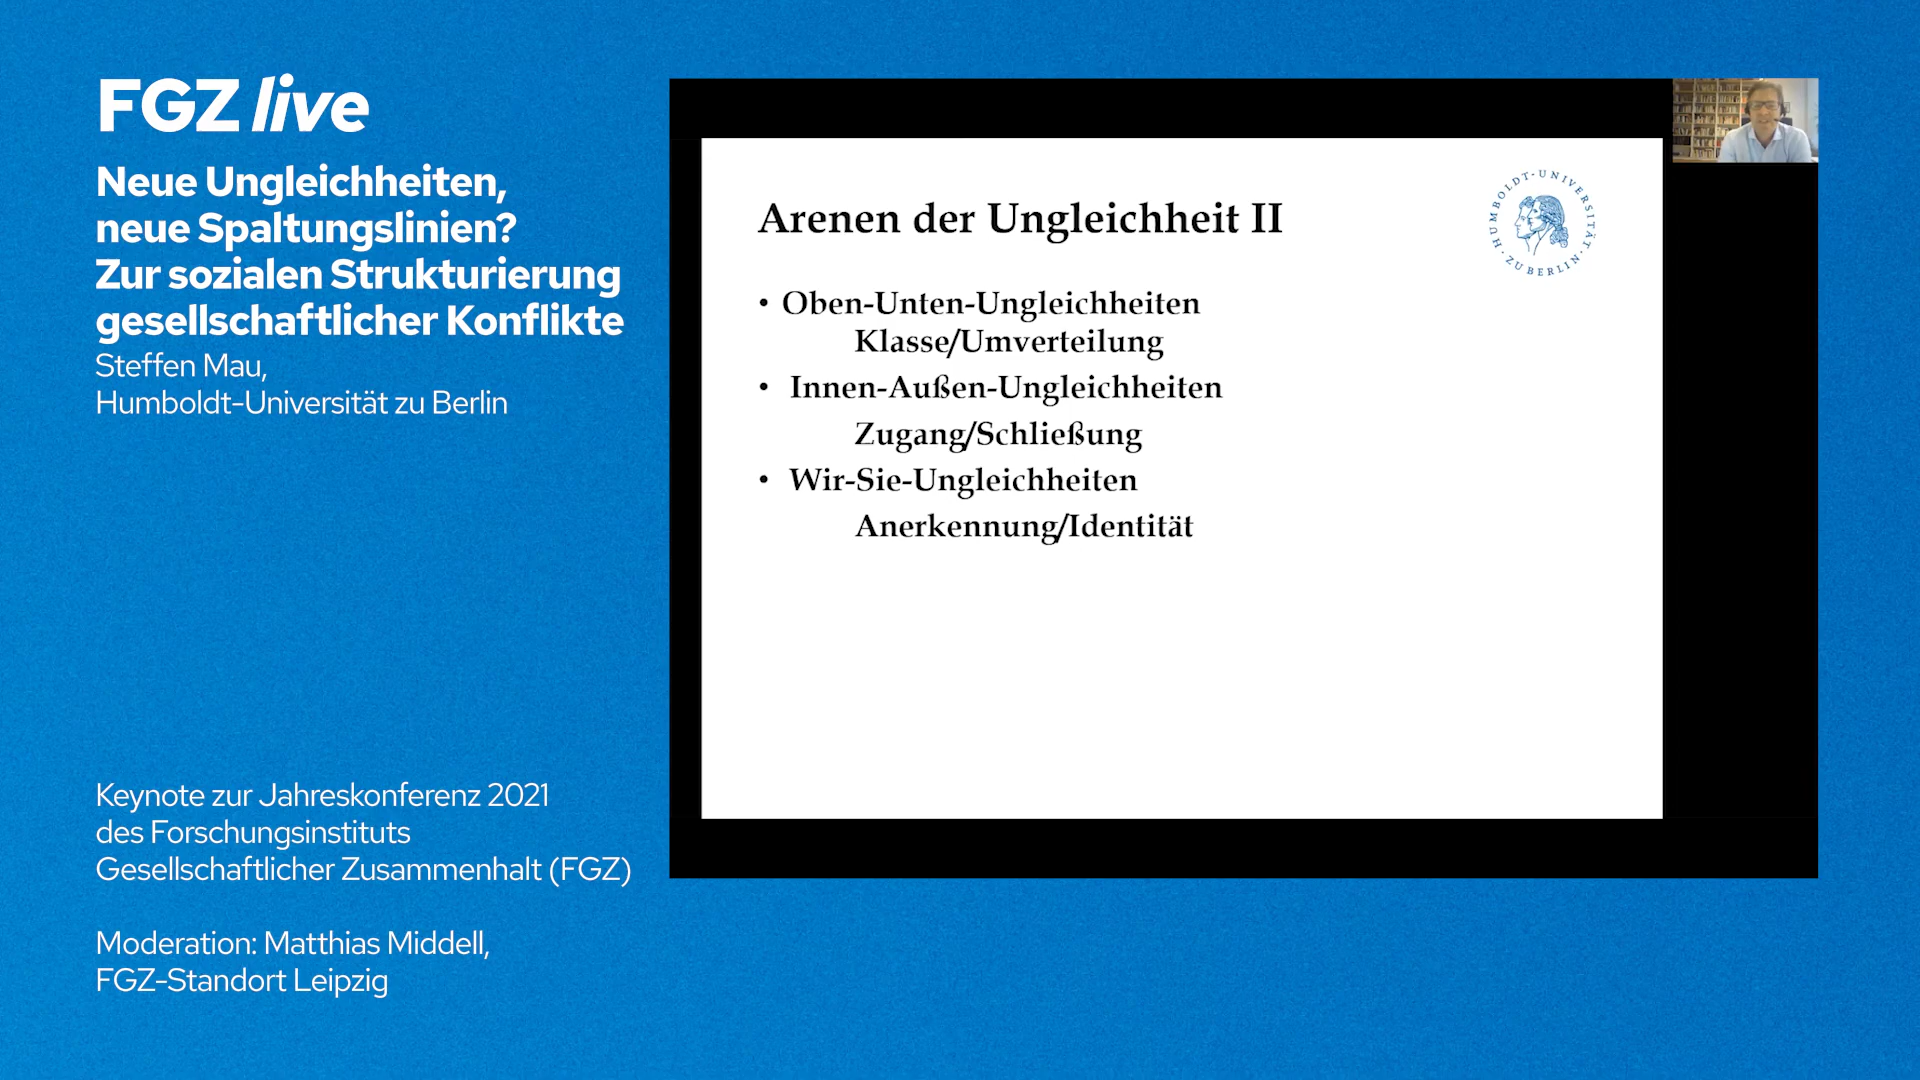 FGZ live
Neue Ungleichheiten,
neue Spaltungslinien?
Zur sozialen Strukturierung
gesellschaftlicher Konflikte
Steffen Mau,
Humboldt-Universität zu Berlin
Keynote zur Jahreskonferenz 2021
des Forschungsinstituts
Gesellschaftlicher Zusammenhalt (FGZ)
Moderation: Matthias Middell,
FGZ-Standort Leipzig
Arenen der Ungleichheit II
HUMBOLDT-UNIVERSITÄT · ZU BERLIN ·
• Oben-Unten-Ungleichheiten
Klasse/Umverteilung
• Innen-Außen-Ungleichheiten
Zugang/Schließung
• Wir-Sie-Ungleichheiten
Anerkennung/Identität